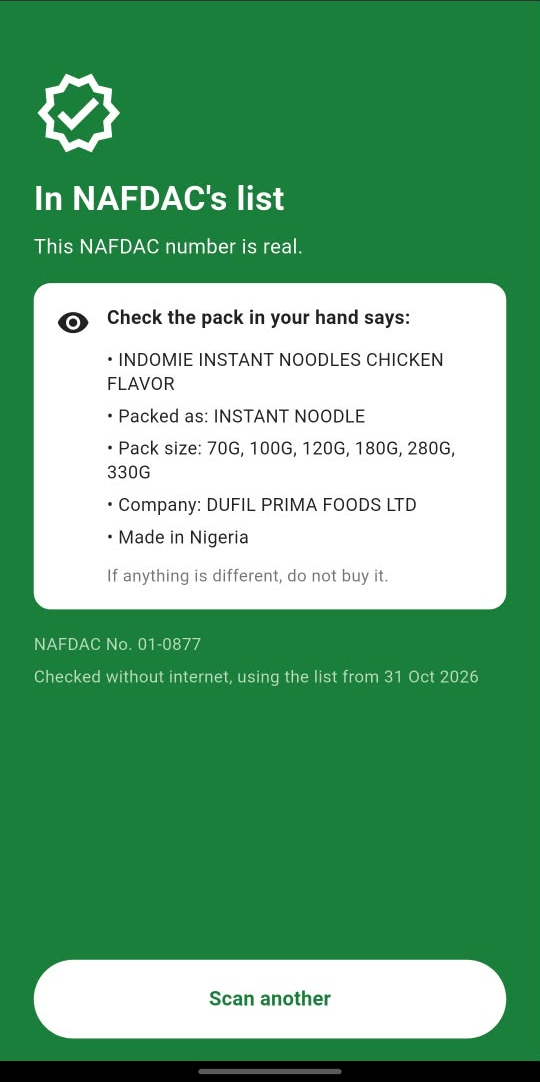 In NAFDAC's list
This NAFDAC number is real.
Check the pack in your hand says:
• INDOMIE INSTANT NOODLES CHICKEN
FLAVOR
• Packed as: INSTANT NOODLE
• Pack size: 70G, 100G, 120G, 180G, 280G,
330G
• Company: DUFIL PRIMA FOODS LTD
• Made in Nigeria
If anything is different, do not buy it.
NAFDAC No. 01-0877
Checked without internet, using the list from 31 Oct 2026
Scan another